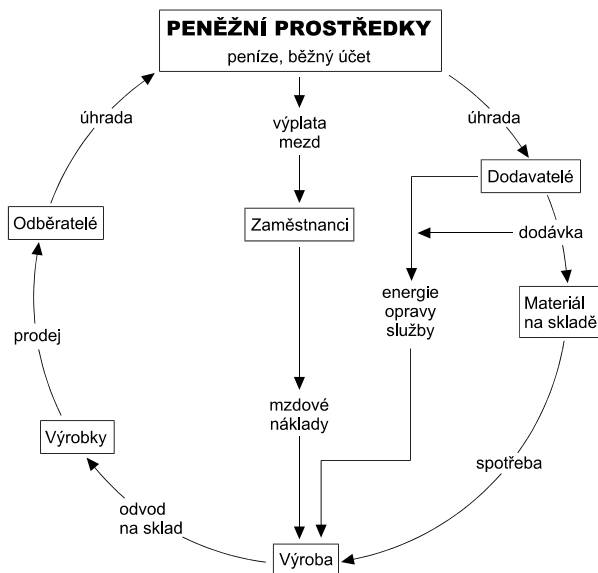 PENĚŽNÍ PROSTŘEDKY
peníze, běžný účet
úhrada
výplata
mezd
úhrada
Dodavatelé
Odběratelé
Zaměstnanci
dodávka
energie
opravy
služby
Materiál
na skladě
prodej
mzdové
náklady
Výrobky
spotřeba
odvod
na sklad
Výroba